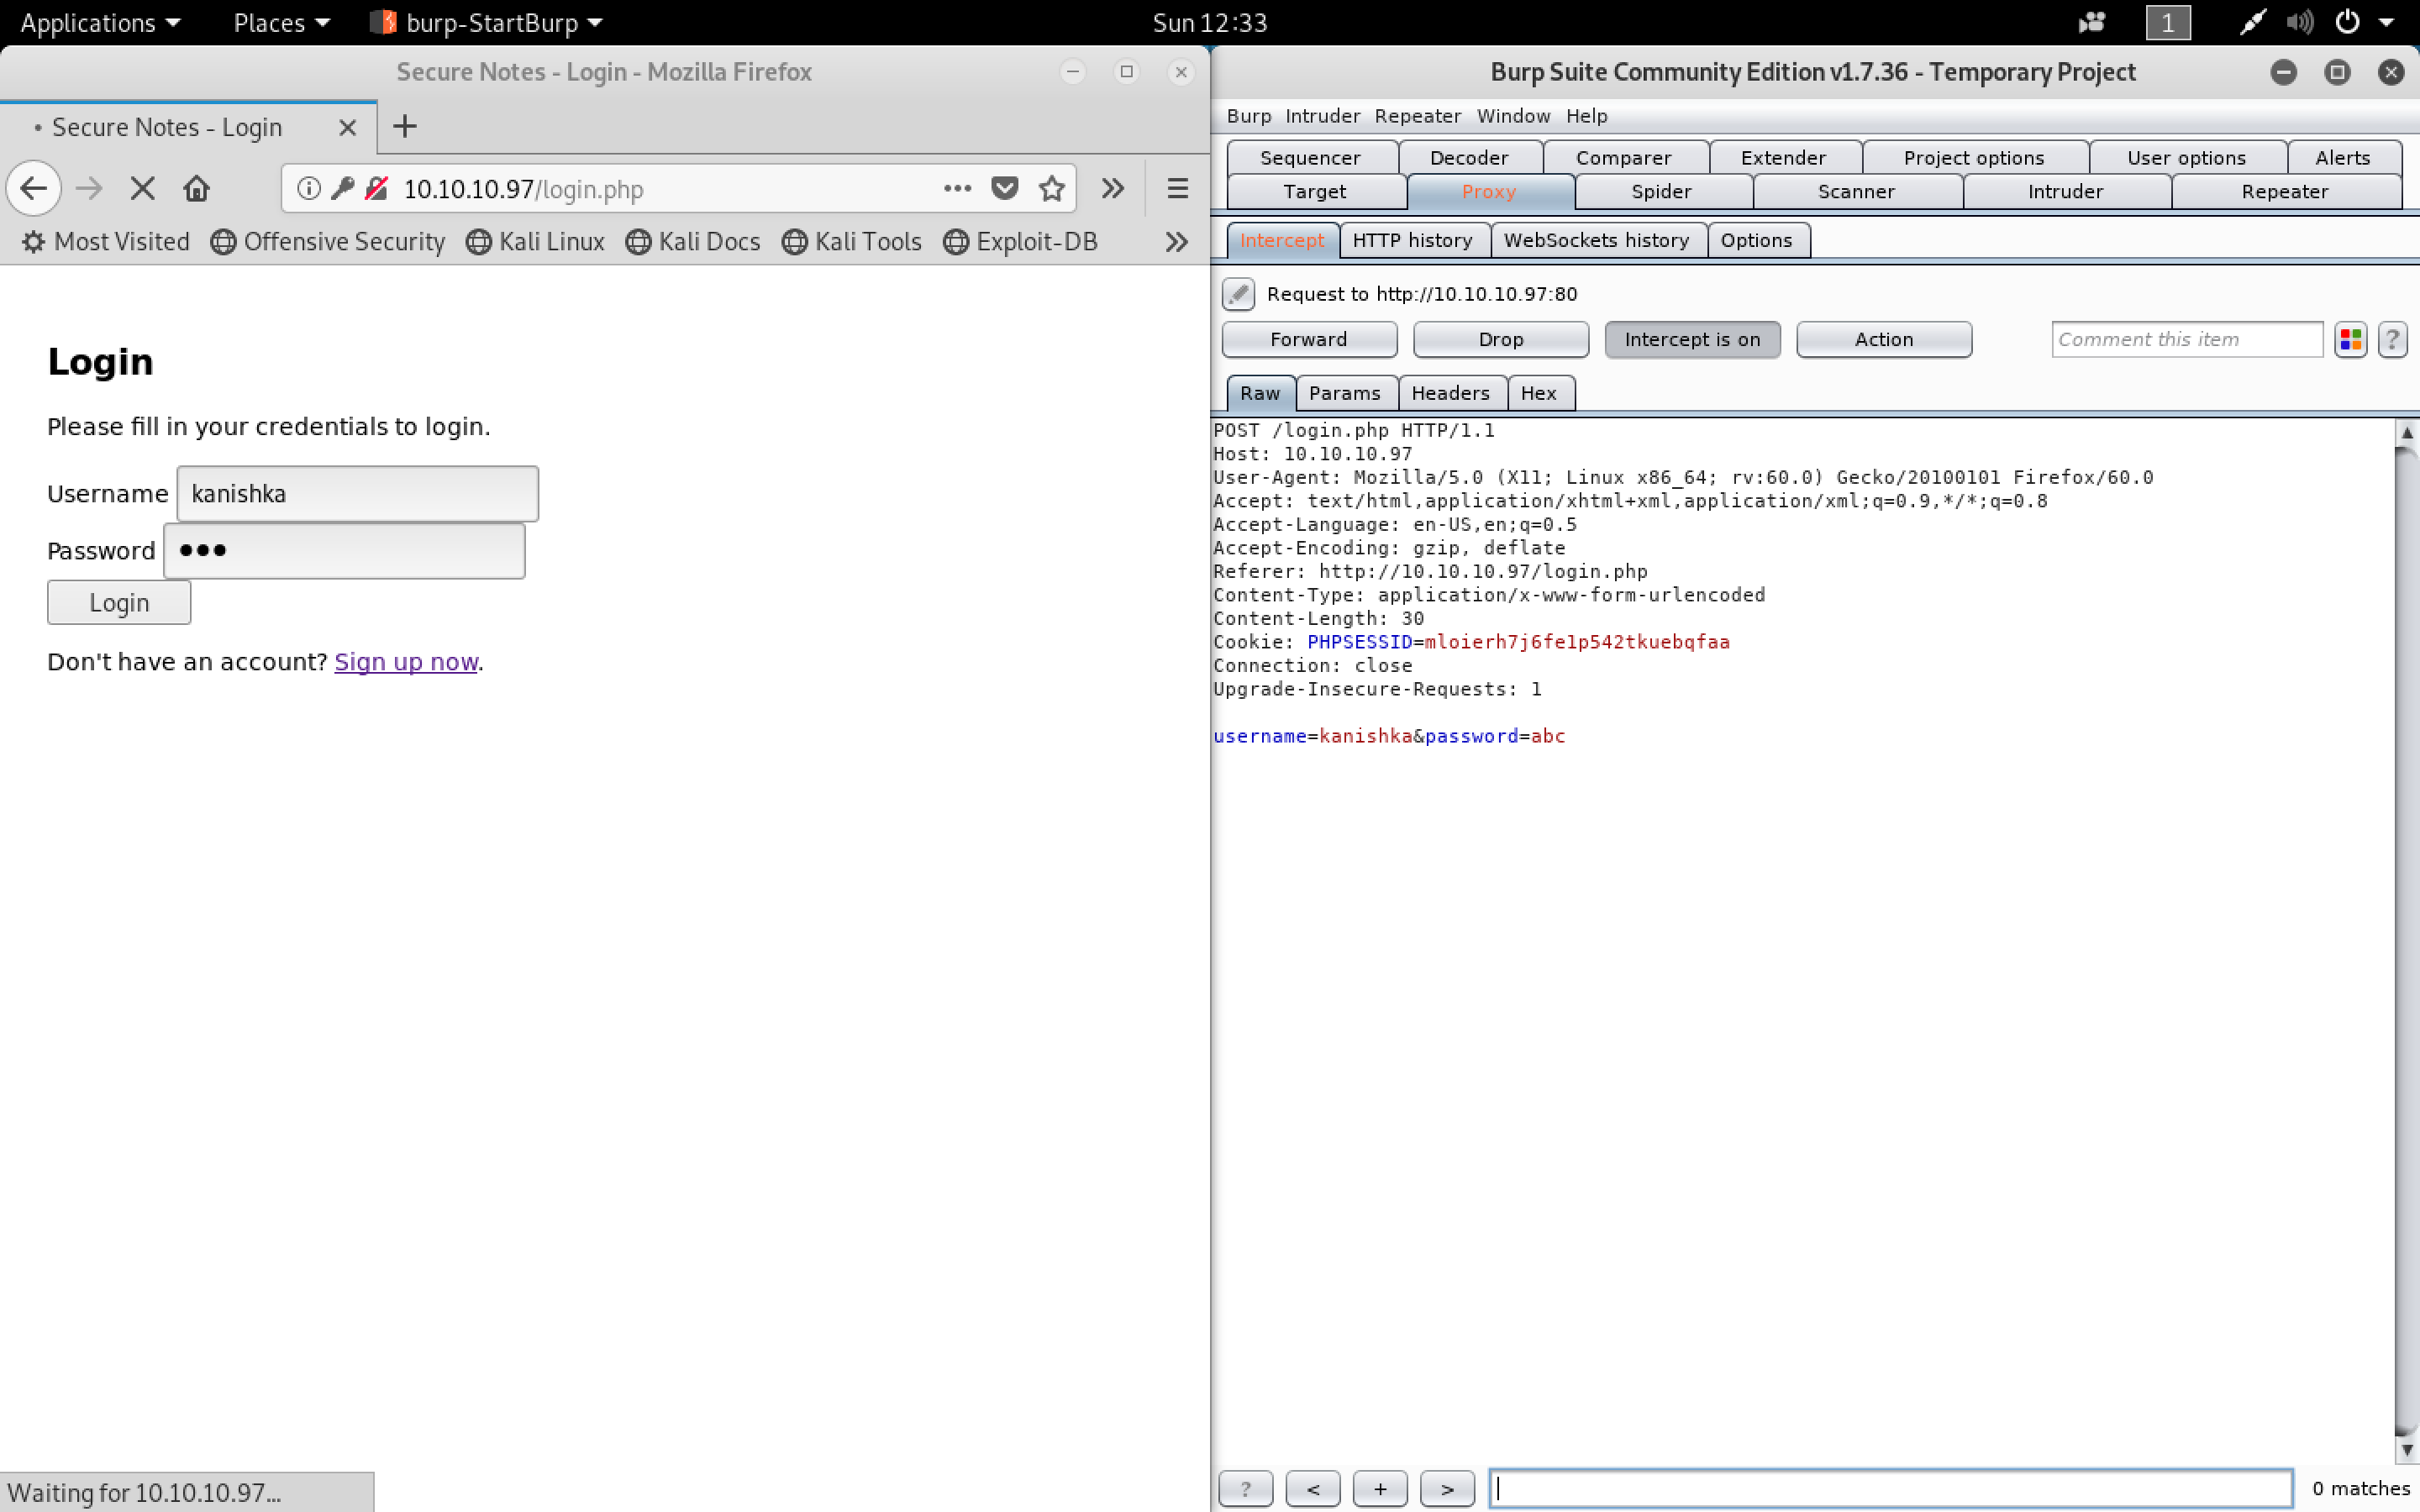 Applications Places burp-StartBurp Sun 12:33 1
Secure Notes - Login - Mozilla Firefox
Secure Notes - Login
10.10.10.97/login.php
Most Visited Offensive Security Kali Linux Kali Docs Kali Tools Exploit-DB
Login
Please fill in your credentials to login.
Username kanishka
Password •••
Login
Don't have an account? Sign up now.
Waiting for 10.10.10.97...
Burp Suite Community Edition v1.7.36 - Temporary Project
Burp Intruder Repeater Window Help
Sequencer Decoder Comparer Extender Project options User options Alerts
Target Proxy Spider Scanner Intruder Repeater
Intercept HTTP history WebSockets history Options
Request to http://10.10.10.97:80
Forward Drop Intercept is on Action Comment this item ?
Raw Params Headers Hex
POST /login.php HTTP/1.1
Host: 10.10.10.97
User-Agent: Mozilla/5.0 (X11; Linux x86_64; rv:60.0) Gecko/20100101 Firefox/60.0
Accept: text/html,application/xhtml+xml,application/xml;q=0.9,*/*;q=0.8
Accept-Language: en-US,en;q=0.5
Accept-Encoding: gzip, deflate
Referer: http://10.10.10.97/login.php
Content-Type: application/x-www-form-urlencoded
Content-Length: 30
Cookie: PHPSESSID=mloierh7j6fe1p542tkuebqfaa
Connection: close
Upgrade-Insecure-Requests: 1
username=kanishka&password=abc
? < + > 0 matches